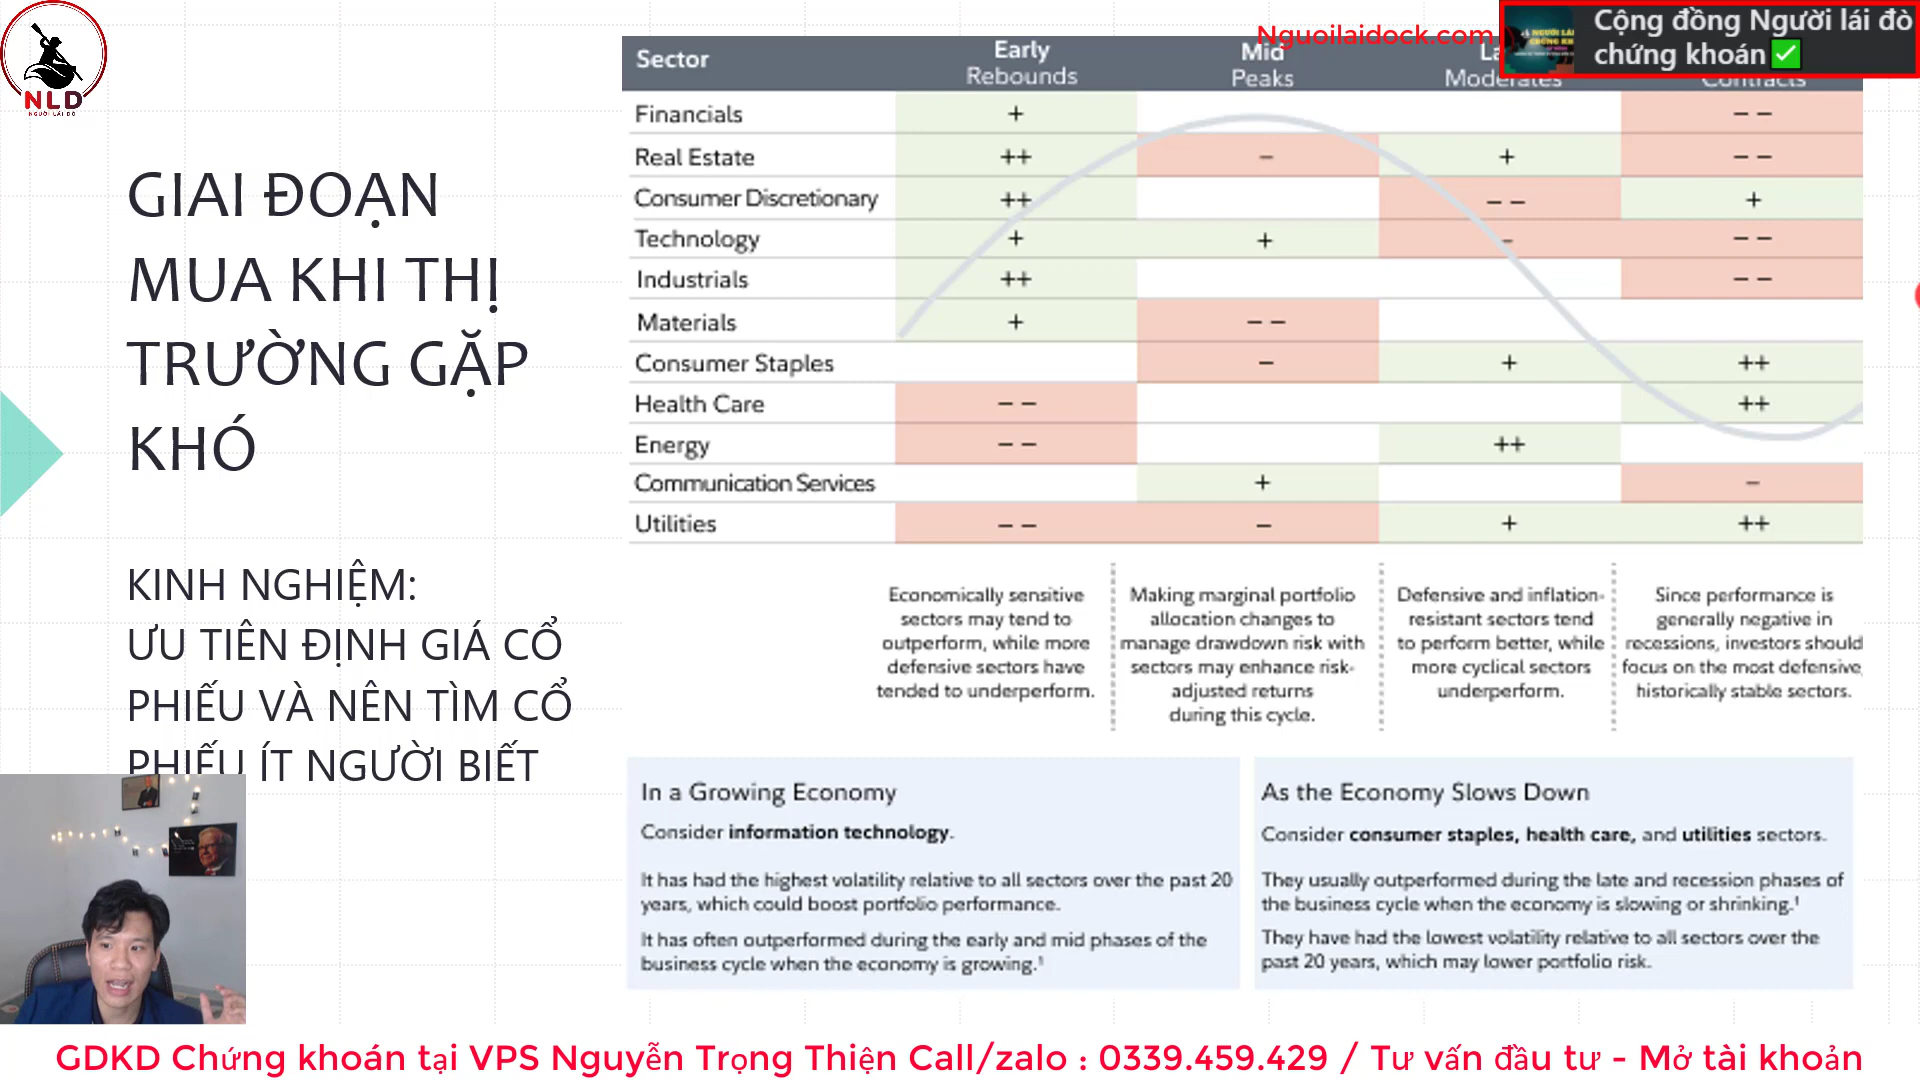 NLD
NGƯỜI LÁI ĐÒ
Nguoilaidock.com
Cộng đồng Người lái đò
chứng khoán
GIAI ĐOẠN
MUA KHI THỊ
TRƯỜNG GẶP
KHÓ
KINH NGHIỆM:
ƯU TIÊN ĐỊNH GIÁ CỔ
PHIẾU VÀ NÊN TÌM CỔ
PHIẾU ÍT NGƯỜI BIẾT
Sector Early Mid
Rebounds Peaks Moderates Contracts
Financials + – –
Real Estate ++ – + – –
Consumer Discretionary ++ – – +
Technology + + – – –
Industrials ++ – –
Materials + – –
Consumer Staples – + ++
Health Care – – ++
Energy – – ++
Communication Services + –
Utilities – – – + ++
Economically sensitive
sectors may tend to
outperform, while more
defensive sectors have
tended to underperform.
Making marginal portfolio
allocation changes to
manage drawdown risk with
sectors may enhance risk-
adjusted returns
during this cycle.
Defensive and inflation-
resistant sectors tend
to perform better, while
more cyclical sectors
underperform.
Since performance is
generally negative in
recessions, investors should
focus on the most defensive,
historically stable sectors.
In a Growing Economy
Consider information technology.
It has had the highest volatility relative to all sectors over the past 20
years, which could boost portfolio performance.
It has often outperformed during the early and mid phases of the
business cycle when the economy is growing.¹
As the Economy Slows Down
Consider consumer staples, health care, and utilities sectors.
They usually outperformed during the late and recession phases of
the business cycle when the economy is slowing or shrinking.¹
They have had the lowest volatility relative to all sectors over the
past 20 years, which may lower portfolio risk.
GDKD Chứng khoán tại VPS Nguyễn Trọng Thiện Call/zalo : 0339.459.429 / Tư vấn đầu tư - Mở tài khoản